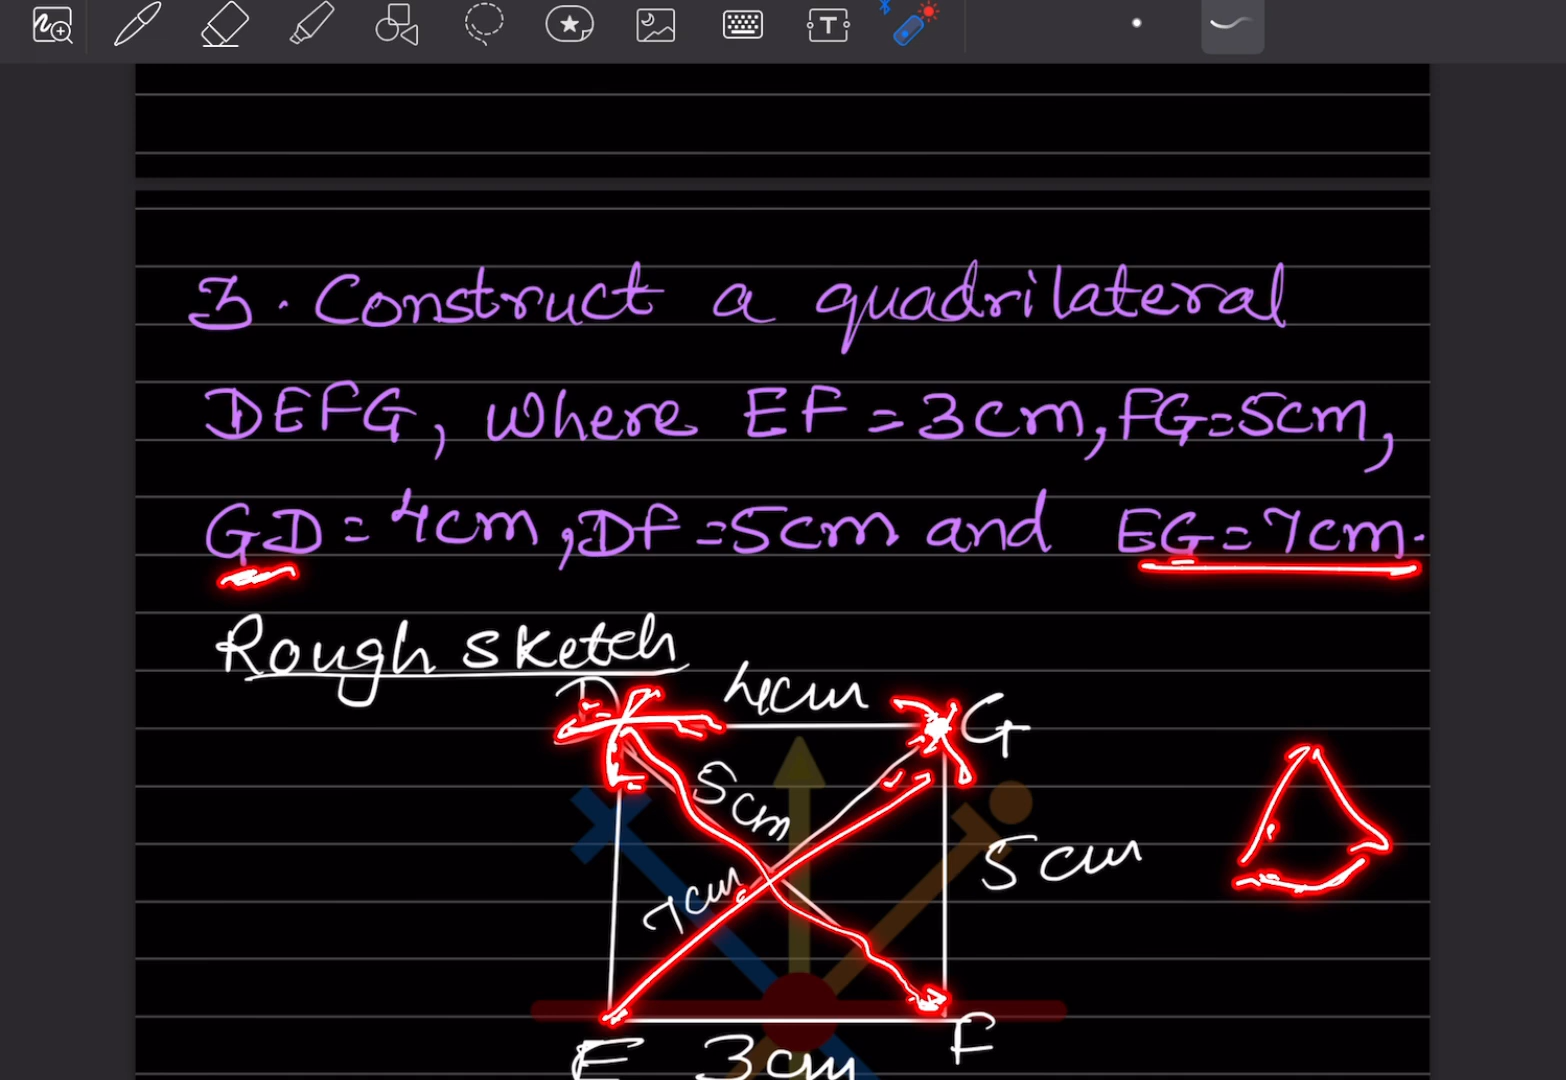 3. Construct a quadrilateral
DEFG, where EF = 3cm, FG=5cm,
GD = 4cm, DF = 5cm and EG = 7cm.
Rough sketch
D 4cm G
5cm
7cm
5cm
E 3cm F
T